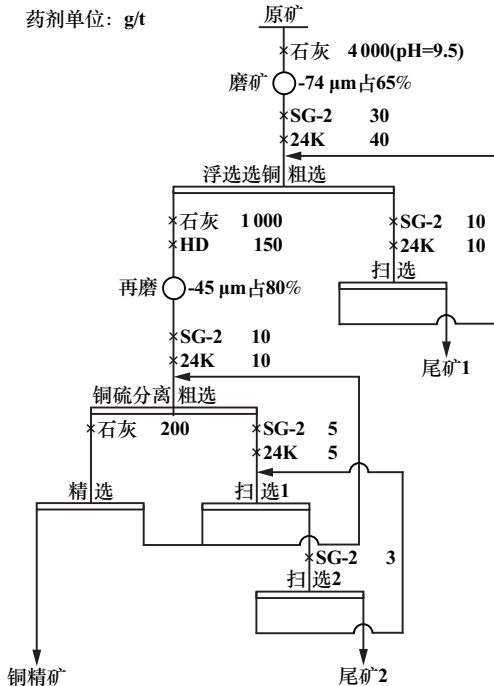 药剂单位：g/t
原矿
石灰 4 000(pH=9.5)
磨矿 -74 μm占65%
SG-2 30
24K 40
浮选选铜 粗选
石灰 1 000
HD 150
SG-2 10
24K 10
扫 选
再磨 -45 μm占80%
SG-2 10
24K 10
尾矿1
铜硫分离 粗选
石灰 200
SG-2 5
24K 5
精 选
扫 选1
SG-2 3
扫 选2
铜精矿
尾矿2